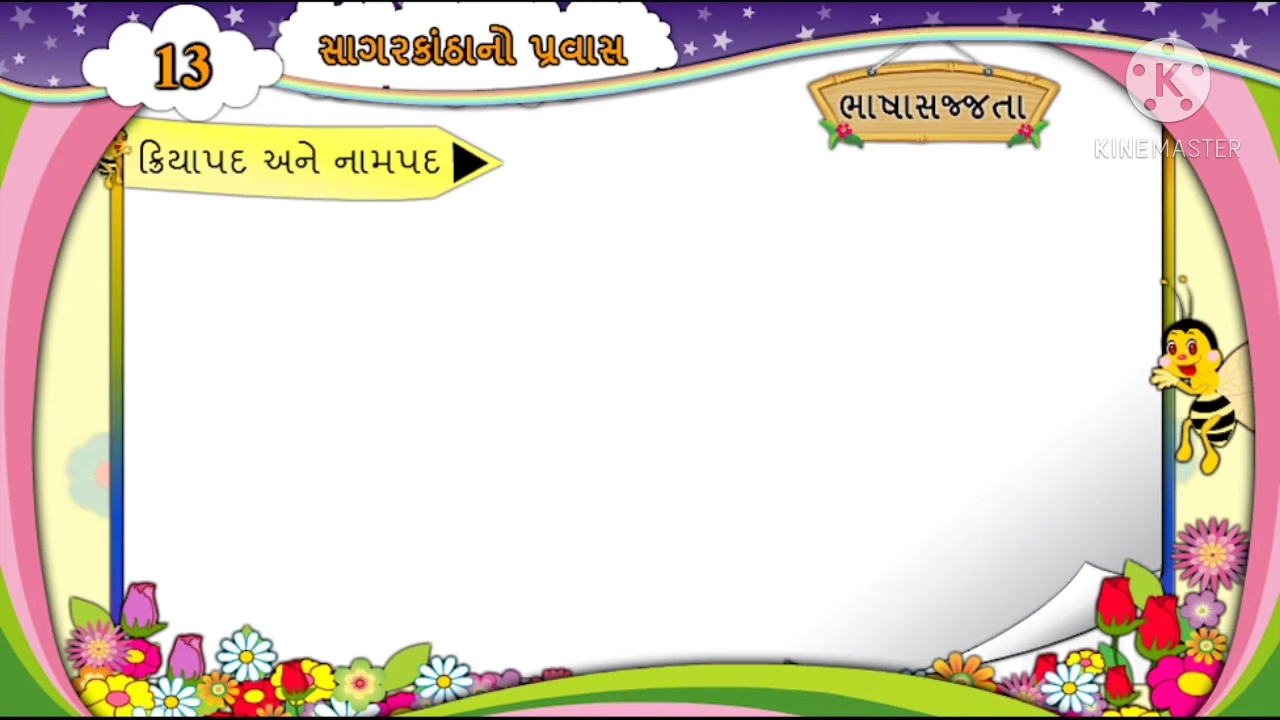 13
સાગરકાંઠાનો પ્રવાસ
ભાષાસજ્જતા
K
KINEMASTER
ક્રિયાપદ અને નામપદ